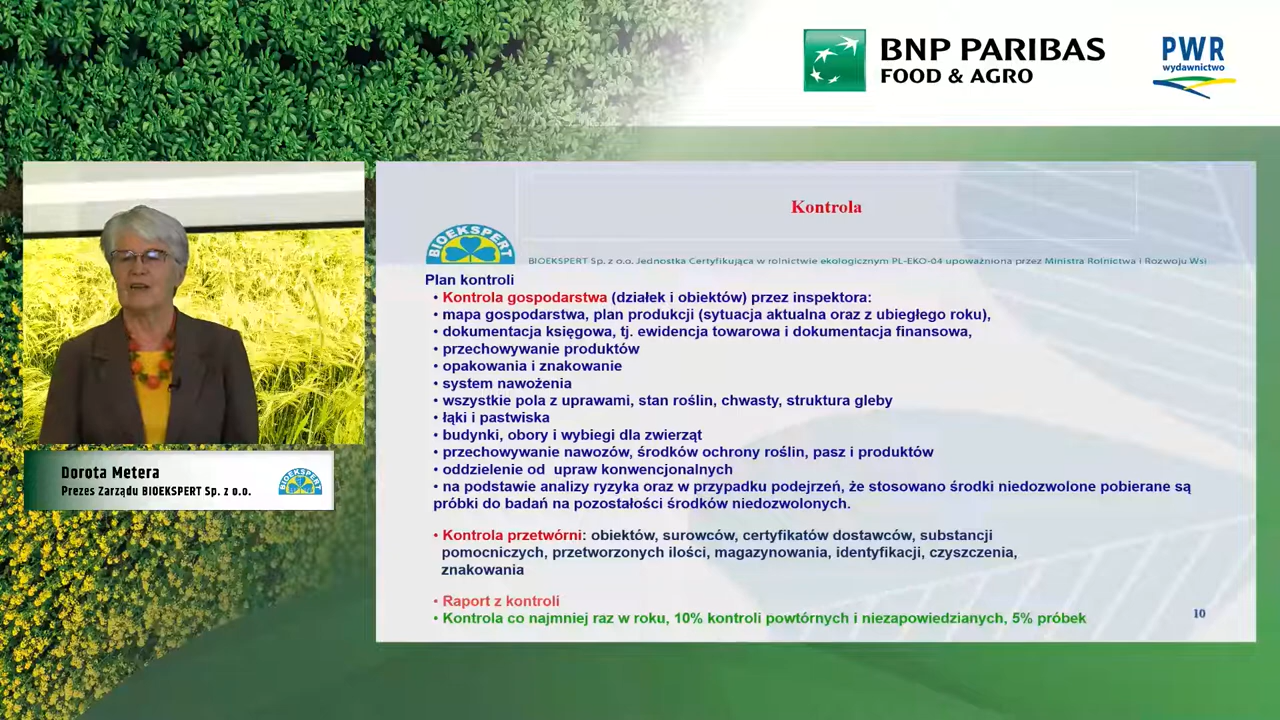 BNP PARIBAS
FOOD & AGRO
PWR
wydawnictwo
Kontrola
BIOEKSPERT
BIOEKSPERT Sp. z o.o. Jednostka Certyfikująca w rolnictwie ekologicznym PL-EKO-04 upoważniona przez Ministra Rolnictwa i Rozwoju Wsi
Plan kontroli
• Kontrola gospodarstwa (działek i obiektów) przez inspektora:
• mapa gospodarstwa, plan produkcji (sytuacja aktualna oraz z ubiegłego roku),
• dokumentacja księgowa, tj. ewidencja towarowa i dokumentacja finansowa,
• przechowywanie produktów
• opakowania i znakowanie
• system nawożenia
• wszystkie pola z uprawami, stan roślin, chwasty, struktura gleby
• łąki i pastwiska
• budynki, obory i wybiegi dla zwierząt
• przechowywanie nawozów, środków ochrony roślin, pasz i produktów
• oddzielenie od upraw konwencjonalnych
• na podstawie analizy ryzyka oraz w przypadku podejrzeń, że stosowano środki niedozwolone pobierane są
próbki do badań na pozostałości środków niedozwolonych.
• Kontrola przetwórni: obiektów, surowców, certyfikatów dostawców, substancji
pomocniczych, przetworzonych ilości, magazynowania, identyfikacji, czyszczenia,
znakowania
• Raport z kontroli
• Kontrola co najmniej raz w roku, 10% kontroli powtórnych i niezapowiedzianych, 5% próbek
10
Dorota Metera
Prezes Zarządu BIOEKSPERT Sp. z o.o.
BIOEKSPERT